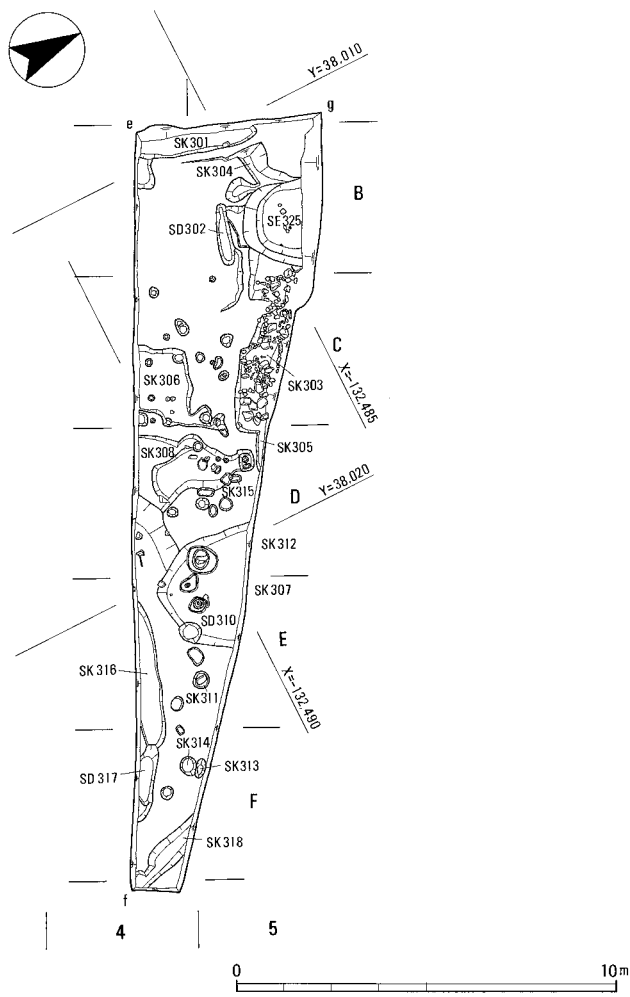 Y=38.010
g
e
SK301
SK304
B
SE325
SD302
C
SK303
X=-132.485
SK306
SK305
SK308
Y=38.020
SK315
D
SK312
SK307
SD310
E
SK316
SK311
X=-132.490
SK314
SK313
SD317
F
SK318
f
4 5
0 10m